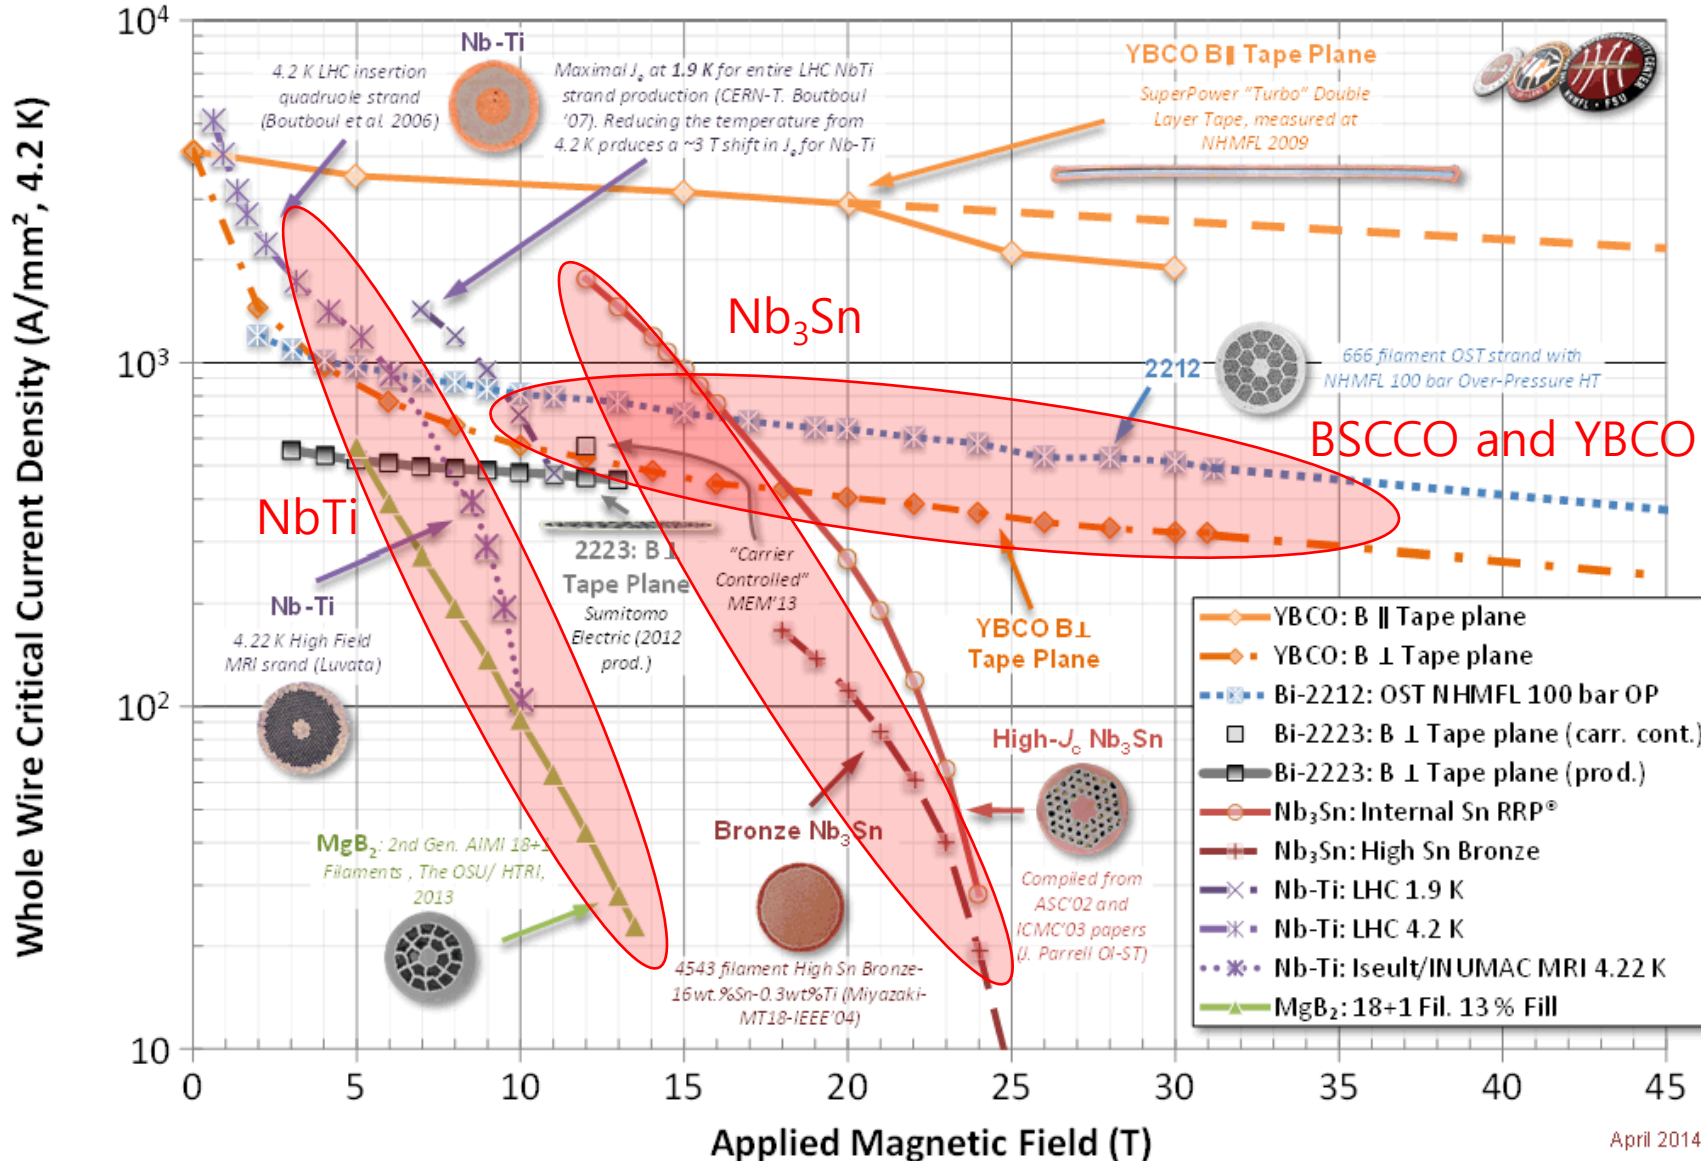 Whole Wire Critical Current Density (A/mm², 4.2 K)
10⁴
10³
10²
10
0
5
10
15
20
25
30
35
40
45
Applied Magnetic Field (T)
April 2014
Nb-Ti
4.2 K LHC insertion
quadruole strand
(Boutboul et al. 2006)
Maximal Jₑ at 1.9 K for entire LHC NbTi
strand production (CERN-T. Boutboul
'07). Reducing the temperature from
4.2 K prduces a ~3 T shift in Jₑ for Nb-Ti
YBCO B∥ Tape Plane
SuperPower "Turbo" Double
Layer Tape, measured at
NHMFL 2009
NHMFL • FSU
CENTER
Nb₃Sn
2212
666 filament OST strand with
NHMFL 100 bar Over-Pressure HT
BSCCO and YBCO
NbTi
2223: B⊥
Tape Plane
Sumitomo
Electric (2012
prod.)
"Carrier
Controlled"
MEM'13
Nb-Ti
4.22 K High Field
MRI srand (Luvata)
YBCO B⊥
Tape Plane
High-J꜀ Nb₃Sn
Compiled from
ASC'02 and
ICMC'03 papers
(J. Parrell OI-ST)
Bronze Nb₃Sn
4543 filament High Sn Bronze-
16wt.%Sn-0.3wt%Ti (Miyazaki-
MT18-IEEE'04)
MgB₂: 2nd Gen. AIMI 18+1
Filaments , The OSU/ HTRI,
2013
YBCO: B ∥ Tape plane
YBCO: B ⊥ Tape plane
Bi-2212: OST NHMFL 100 bar OP
Bi-2223: B ⊥ Tape plane (carr. cont.)
Bi-2223: B ⊥ Tape plane (prod.)
Nb₃Sn: Internal Sn RRP®
Nb₃Sn: High Sn Bronze
Nb-Ti: LHC 1.9 K
Nb-Ti: LHC 4.2 K
Nb-Ti: Iseult/INUMAC MRI 4.22 K
MgB₂: 18+1 Fil. 13% Fill